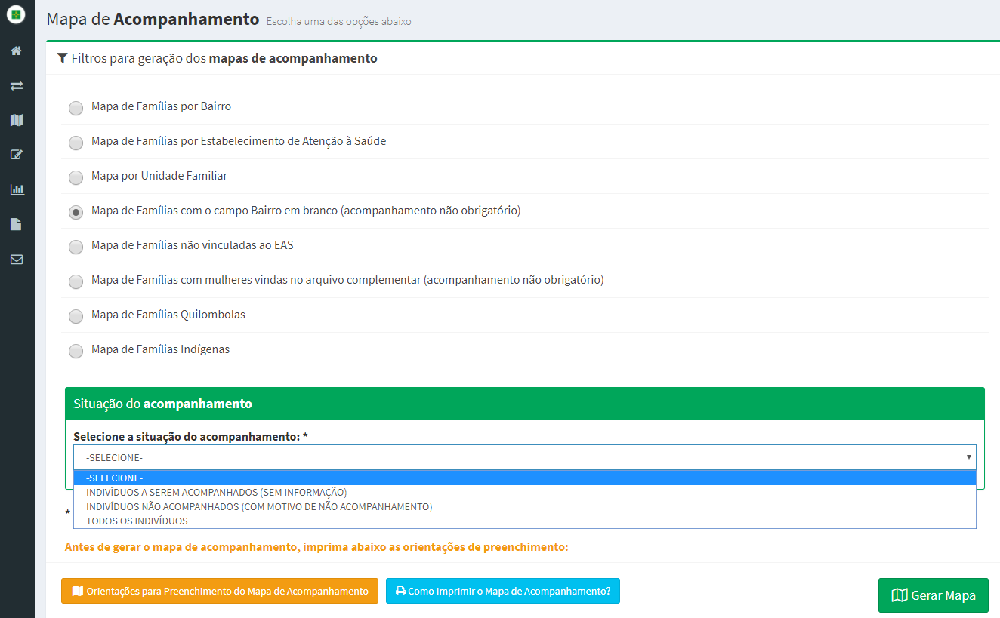 Mapa de Acompanhamento Escolha uma das opções abaixo
Filtros para geração dos mapas de acompanhamento
Mapa de Famílias por Bairro
Mapa de Famílias por Estabelecimento de Atenção à Saúde
Mapa por Unidade Familiar
Mapa de Famílias com o campo Bairro em branco (acompanhamento não obrigatório)
Mapa de Famílias não vinculadas ao EAS
Mapa de Famílias com mulheres vindas no arquivo complementar (acompanhamento não obrigatório)
Mapa de Famílias Quilombolas
Mapa de Famílias Indígenas
Situação do acompanhamento
Selecione a situação do acompanhamento: *
-SELECIONE-
-SELECIONE-
INDIVÍDUOS A SEREM ACOMPANHADOS (SEM INFORMAÇÃO)
INDIVÍDUOS NÃO ACOMPANHADOS (COM MOTIVO DE NÃO ACOMPANHAMENTO)
*
TODOS OS INDIVÍDUOS
Antes de gerar o mapa de acompanhamento, imprima abaixo as orientações de preenchimento:
Orientações para Preenchimento do Mapa de Acompanhamento
Como Imprimir o Mapa de Acompanhamento?
Gerar Mapa